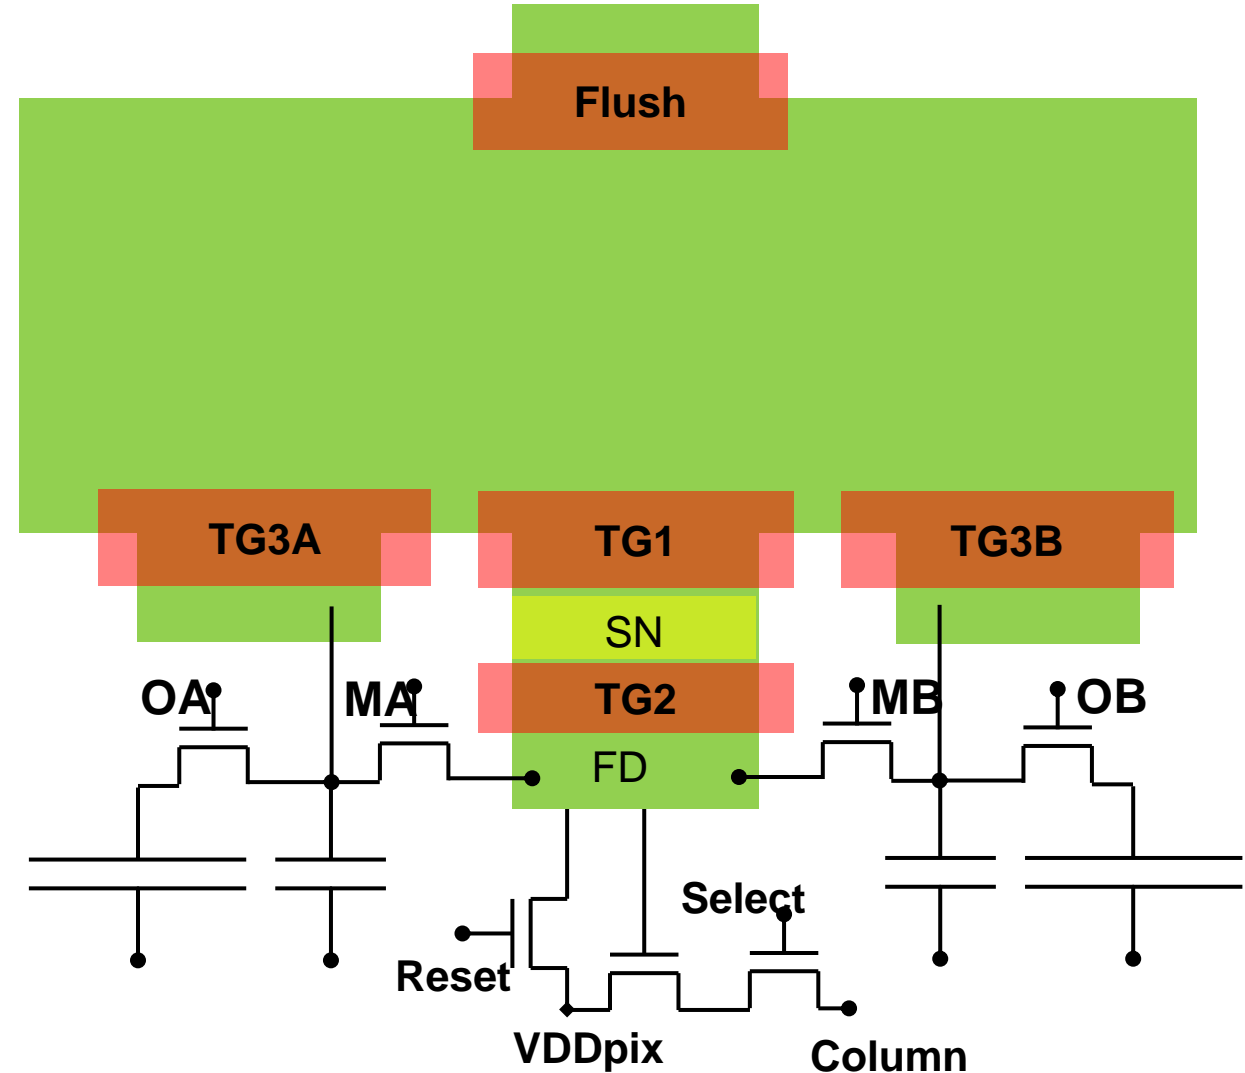 Flush
TG3A
TG1
TG3B
SN
OA
MA
TG2
MB
OB
FD
Select
Reset
VDDpix
Column